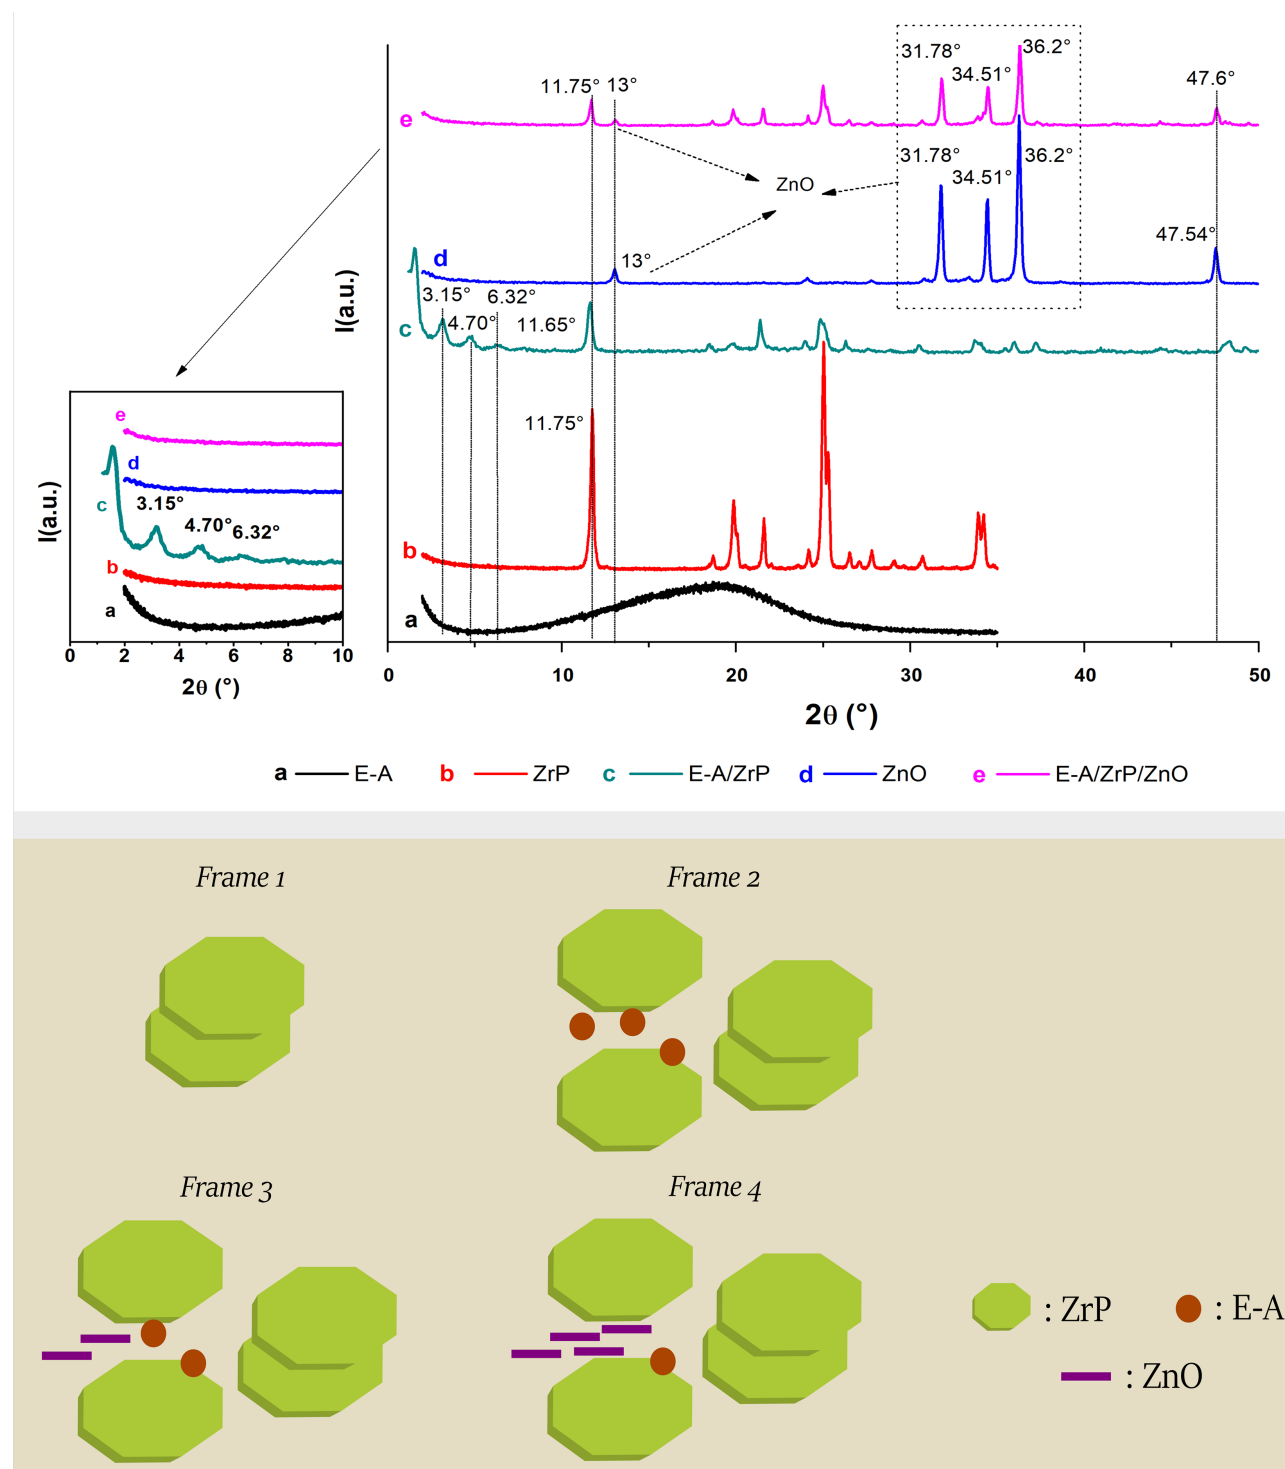 31.78°
34.51°
36.2°
11.75°
13°
47.6°
e
31.78°
34.51°
36.2°
ZnO
47.54°
d
13°
I(a.u.)
3.15°
6.32°
4.70°
11.65°
c
11.75°
b
a
0
10
20
30
40
50
2θ (°)
e
d
c
3.15°
4.70°
6.32°
b
a
I(a.u.)
0
2
4
6
8
10
2θ (°)
a E-A b ZrP c E-A/ZrP d ZnO e E-A/ZrP/ZnO
Frame 1
Frame 2
Frame 3
Frame 4
: ZrP
: E-A
: ZnO